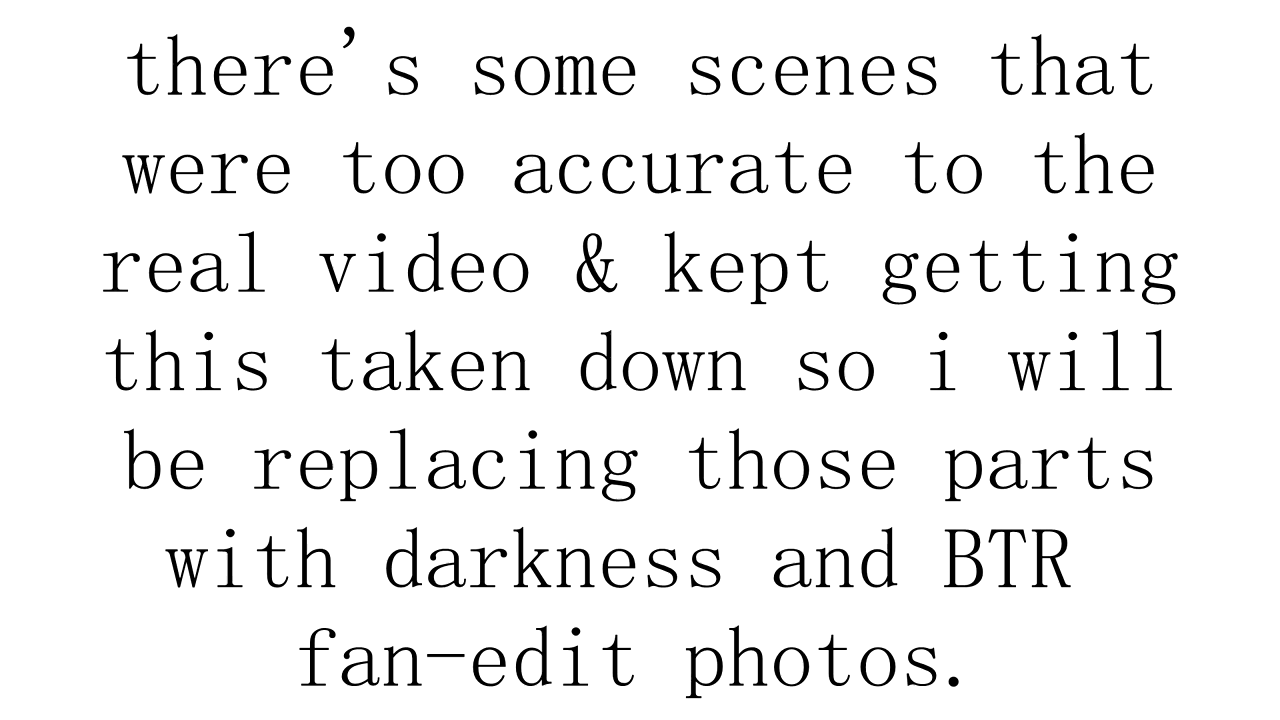 there’s some scenes that
were too accurate to the
real video & kept getting
this taken down so i will
be replacing those parts
with darkness and BTR
fan-edit photos.